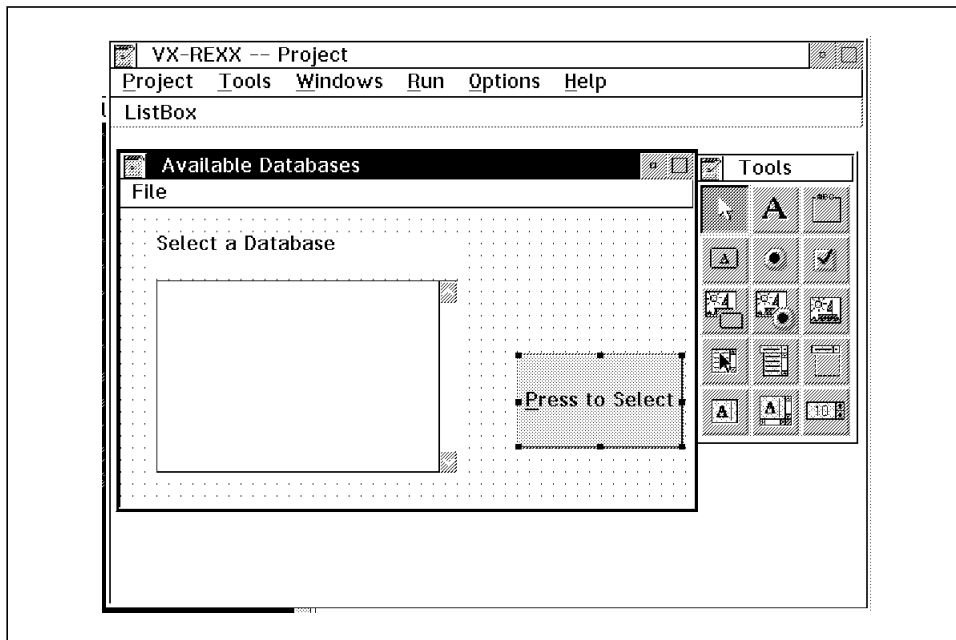 VX-REXX -- Project
Project Tools Windows Run Options Help
ListBox
Available Databases
Tools
File
A
Select a Database
A
Press to Select
A A 10